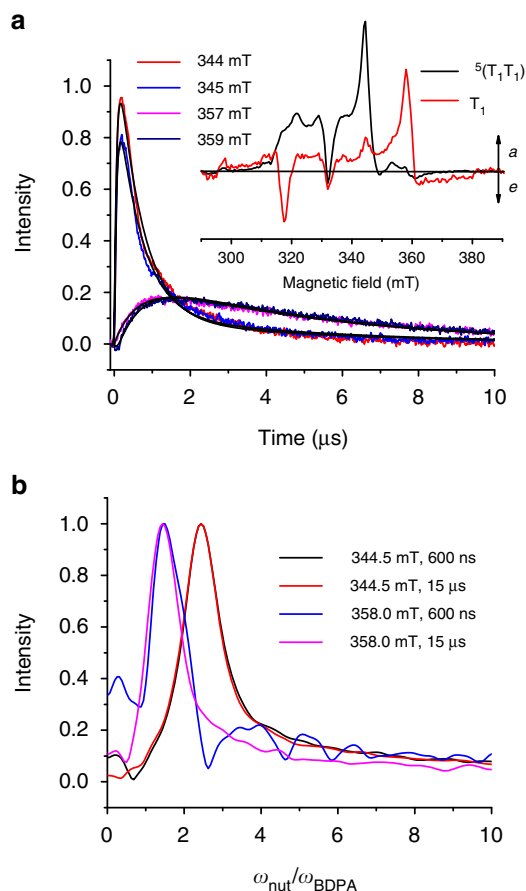 a
344 mT
345 mT
357 mT
359 mT
⁵(T₁T₁)
T₁
a
e
300 320 340 360 380
Magnetic field (mT)
1.0
0.8
0.6
0.4
0.2
0.0
Intensity
0 2 4 6 8 10
Time (μs)
b
344.5 mT, 600 ns
344.5 mT, 15 μs
358.0 mT, 600 ns
358.0 mT, 15 μs
1.0
0.8
0.6
0.4
0.2
0.0
Intensity
0 2 4 6 8 10
ω_nut/ω_BDPA